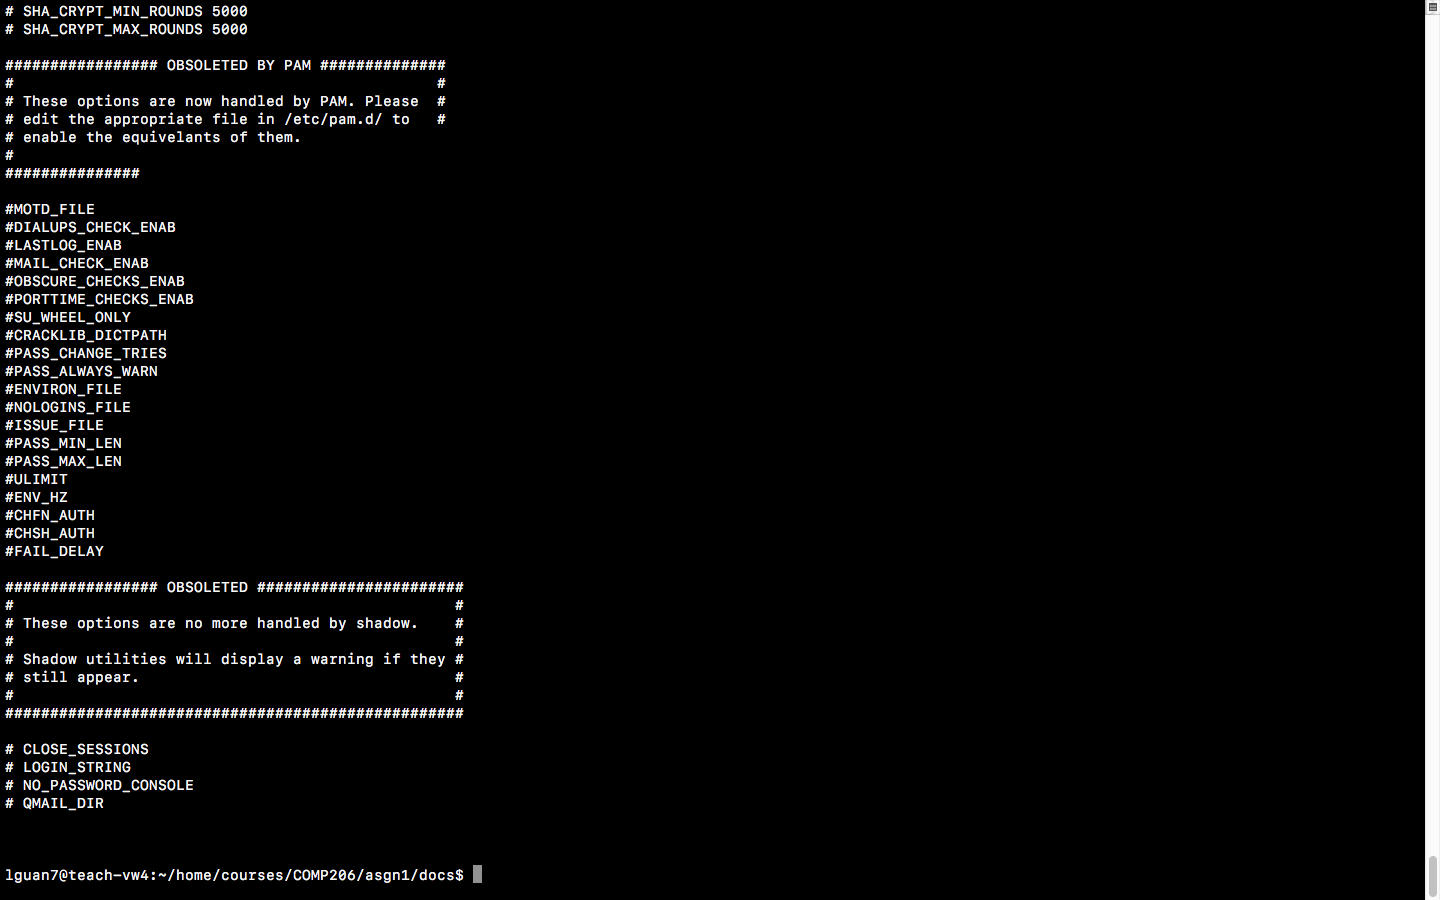 # SHA_CRYPT_MIN_ROUNDS 5000
# SHA_CRYPT_MAX_ROUNDS 5000
################# OBSOLETED BY PAM ##############
#                                               #
# These options are now handled by PAM. Please  #
# edit the appropriate file in /etc/pam.d/ to   #
# enable the equivelants of them.
#
###############
#MOTD_FILE
#DIALUPS_CHECK_ENAB
#LASTLOG_ENAB
#MAIL_CHECK_ENAB
#OBSCURE_CHECKS_ENAB
#PORTTIME_CHECKS_ENAB
#SU_WHEEL_ONLY
#CRACKLIB_DICTPATH
#PASS_CHANGE_TRIES
#PASS_ALWAYS_WARN
#ENVIRON_FILE
#NOLOGINS_FILE
#ISSUE_FILE
#PASS_MIN_LEN
#PASS_MAX_LEN
#ULIMIT
#ENV_HZ
#CHFN_AUTH
#CHSH_AUTH
#FAIL_DELAY
################# OBSOLETED #######################
#                                                 #
# These options are no more handled by shadow.    #
#                                                 #
# Shadow utilities will display a warning if they #
# still appear.                                   #
#                                                 #
###################################################
# CLOSE_SESSIONS
# LOGIN_STRING
# NO_PASSWORD_CONSOLE
# QMAIL_DIR
lguan7@teach-vw4:~/home/courses/COMP206/asgn1/docs$